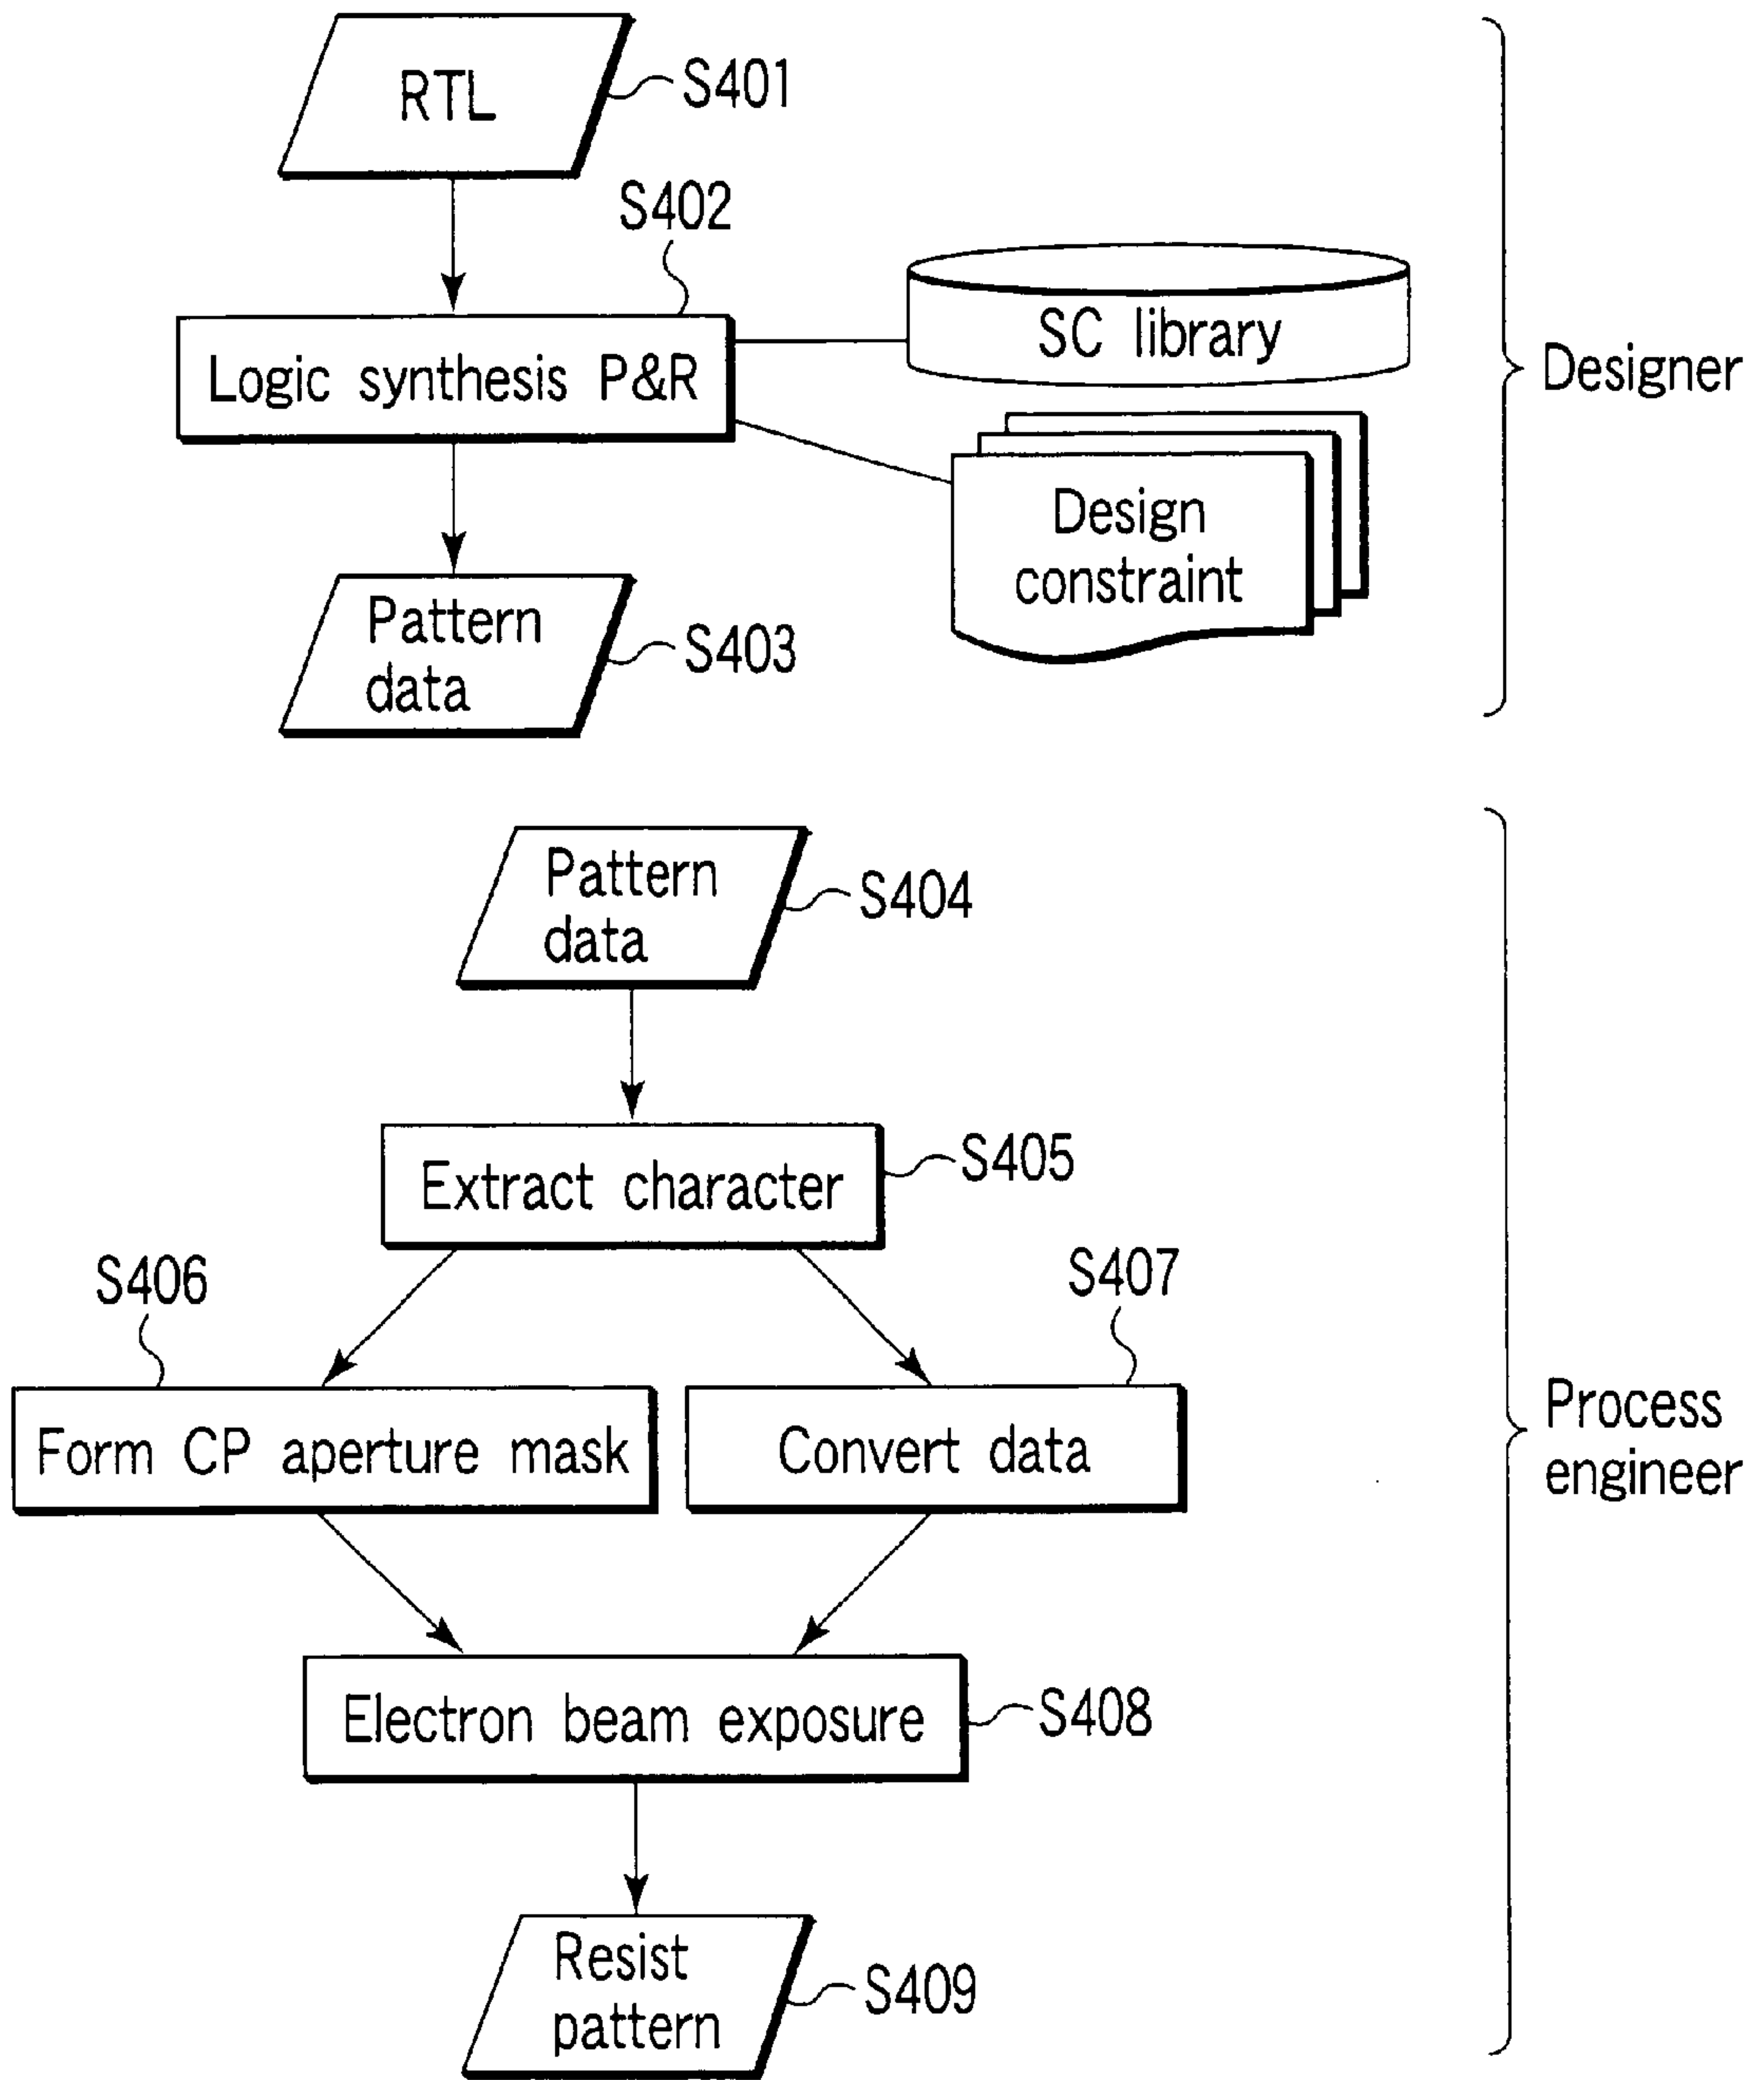 RTL
S401
S402
Logic synthesis P&R
SC library
Design
constraint
Designer
Pattern
data
S403
Pattern
data
S404
Extract character
S405
S406
S407
Form CP aperture mask
Convert data
Process
engineer
Electron beam exposure
S408
Resist
pattern
S409